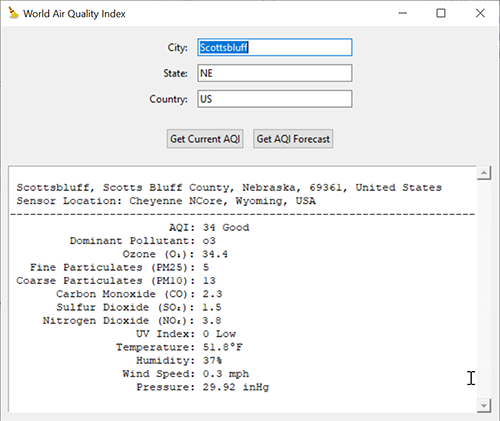 World Air Quality Index
City: Scottsbluff
State: NE
Country: US
Get Current AQI Get AQI Forecast
Scottsbluff, Scotts Bluff County, Nebraska, 69361, United States
Sensor Location: Cheyenne NCore, Wyoming, USA
--------------------------------------------------------------------
AQI: 34 Good
Dominant Pollutant: o3
Ozone (O₃): 34.4
Fine Particulates (PM25): 5
Coarse Particulates (PM10): 13
Carbon Monoxide (CO): 2.3
Sulfur Dioxide (SO₂): 1.5
Nitrogen Dioxide (NO₂): 3.8
UV Index: 0 Low
Temperature: 51.8°F
Humidity: 37%
Wind Speed: 0.3 mph
Pressure: 29.92 inHg